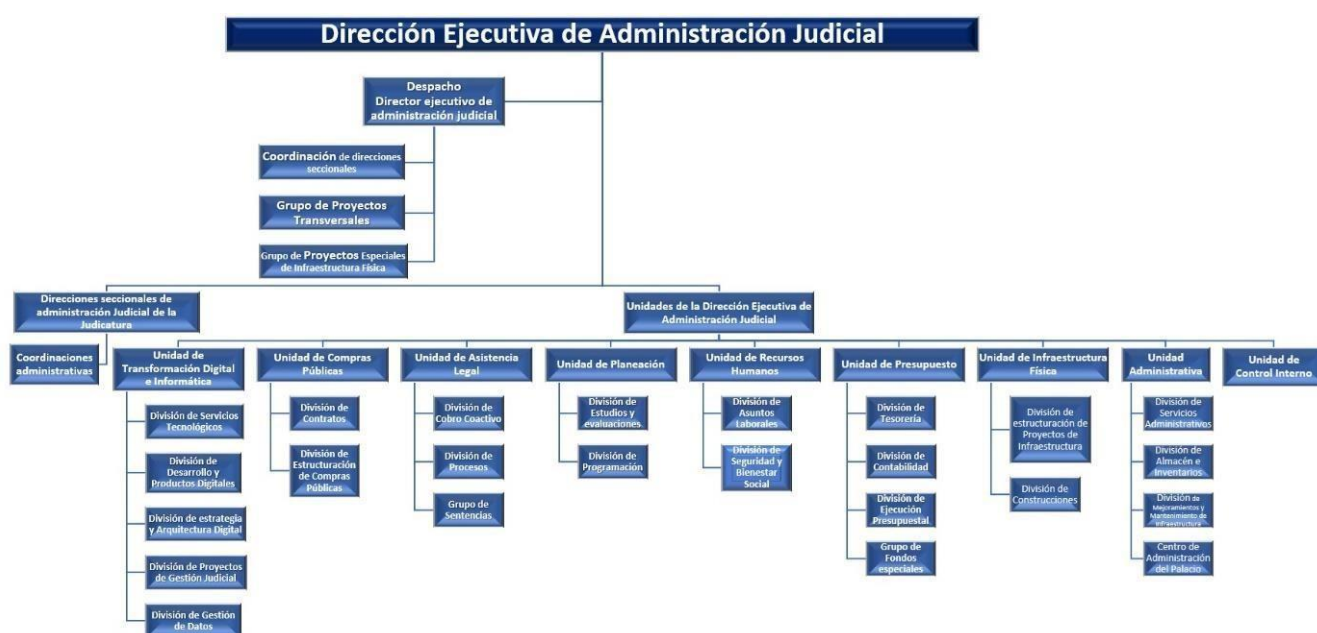 Dirección Ejecutiva de Administración Judicial
Despacho
Director ejecutivo de
administración judicial
Coordinación de direcciones
seccionales
Grupo de Proyectos
Transversales
Grupo de Proyectos Especiales
de Infraestructura Física
Direcciones seccionales de
administración Judicial de la
Judicatura
Unidades de la Dirección Ejecutiva de
Administración Judicial
Coordinaciones
administrativas
Unidad de
Transformación Digital
e Informática
División de Servicios
Tecnológicos
División de
Desarrollo y
Productos Digitales
División de estrategia
y Arquitectura Digital
División de Proyectos
de Gestión Judicial
División de Gestión
de Datos
Unidad de Compras
Públicas
División de
Contratos
División de
Estructuración
de Compras
Públicas
Unidad de Asistencia
Legal
División de
Cobro Coactivo
División de
Procesos
Grupo de
Sentencias
Unidad de Planeación
División de
Estudios y
evaluaciones
División de
Programación
Unidad de Recursos
Humanos
División de
Asuntos
Laborales
División de
Seguridad y
Bienestar
Social
Unidad de Presupuesto
División de
Tesorería
División de
Contabilidad
División de
Ejecución
Presupuestal
Grupo de
Fondos
especiales
Unidad de Infraestructura
Física
División de
estructuración de
Proyectos de
Infraestructura
División de
Construcciones
Unidad
Administrativa
División de
Servicios
Administrativos
División de
Almacén e
Inventarios
División de
Mejoramientos y
Mantenimiento de
Infraestructura
Centro de
Administración
del Palacio
Unidad de
Control Interno